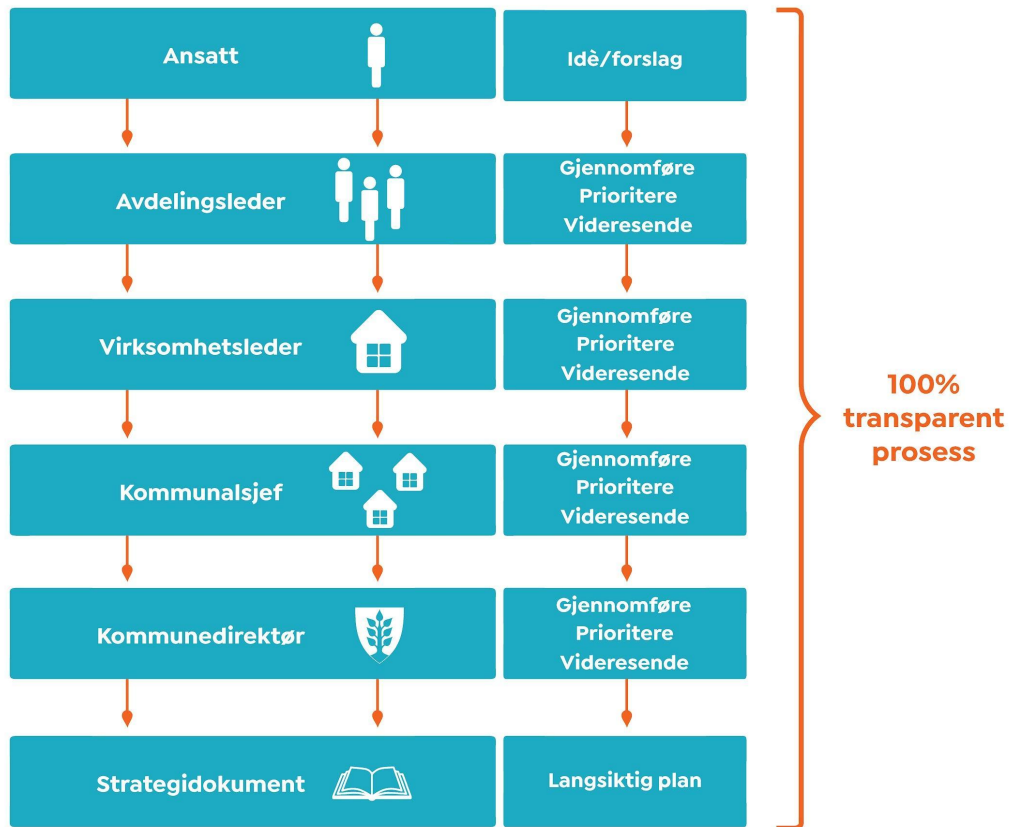 Ansatt
Idè/forslag
Avdelingsleder
Gjennomføre
Prioritere
Videresende
Virksomhetsleder
Gjennomføre
Prioritere
Videresende
Kommunalsjef
Gjennomføre
Prioritere
Videresende
Kommunedirektør
Gjennomføre
Prioritere
Videresende
Strategidokument
Langsiktig plan
100%
transparent
prosess